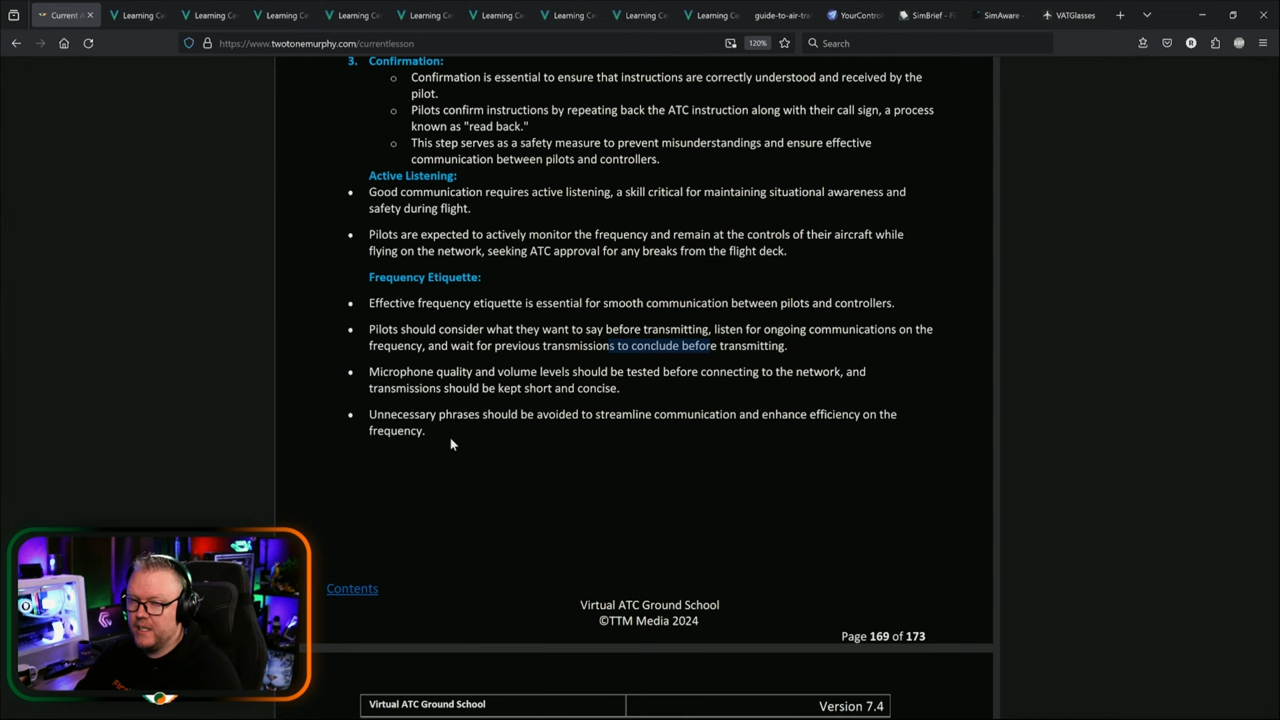 Current A
Learning Ce
Learning Ce
Learning Ce
Learning Ce
Learning Ce
Learning Ce
Learning Ce
Learning Ce
Learning Ce
guide-to-air-tra
YourControl
SimBrief - Fl
SimAware -
VATGlasses
https://www.twotonemurphy.com/currentlesson
120%
Search
3. Confirmation:
o Confirmation is essential to ensure that instructions are correctly understood and received by the
pilot.
o Pilots confirm instructions by repeating back the ATC instruction along with their call sign, a process
known as "read back."
o This step serves as a safety measure to prevent misunderstandings and ensure effective
communication between pilots and controllers.
Active Listening:
• Good communication requires active listening, a skill critical for maintaining situational awareness and
safety during flight.
• Pilots are expected to actively monitor the frequency and remain at the controls of their aircraft while
flying on the network, seeking ATC approval for any breaks from the flight deck.
Frequency Etiquette:
• Effective frequency etiquette is essential for smooth communication between pilots and controllers.
• Pilots should consider what they want to say before transmitting, listen for ongoing communications on the
frequency, and wait for previous transmissions to conclude before transmitting.
• Microphone quality and volume levels should be tested before connecting to the network, and
transmissions should be kept short and concise.
• Unnecessary phrases should be avoided to streamline communication and enhance efficiency on the
frequency.
Contents
Virtual ATC Ground School
©TTM Media 2024
Page 169 of 173
Virtual ATC Ground School
Version 7.4